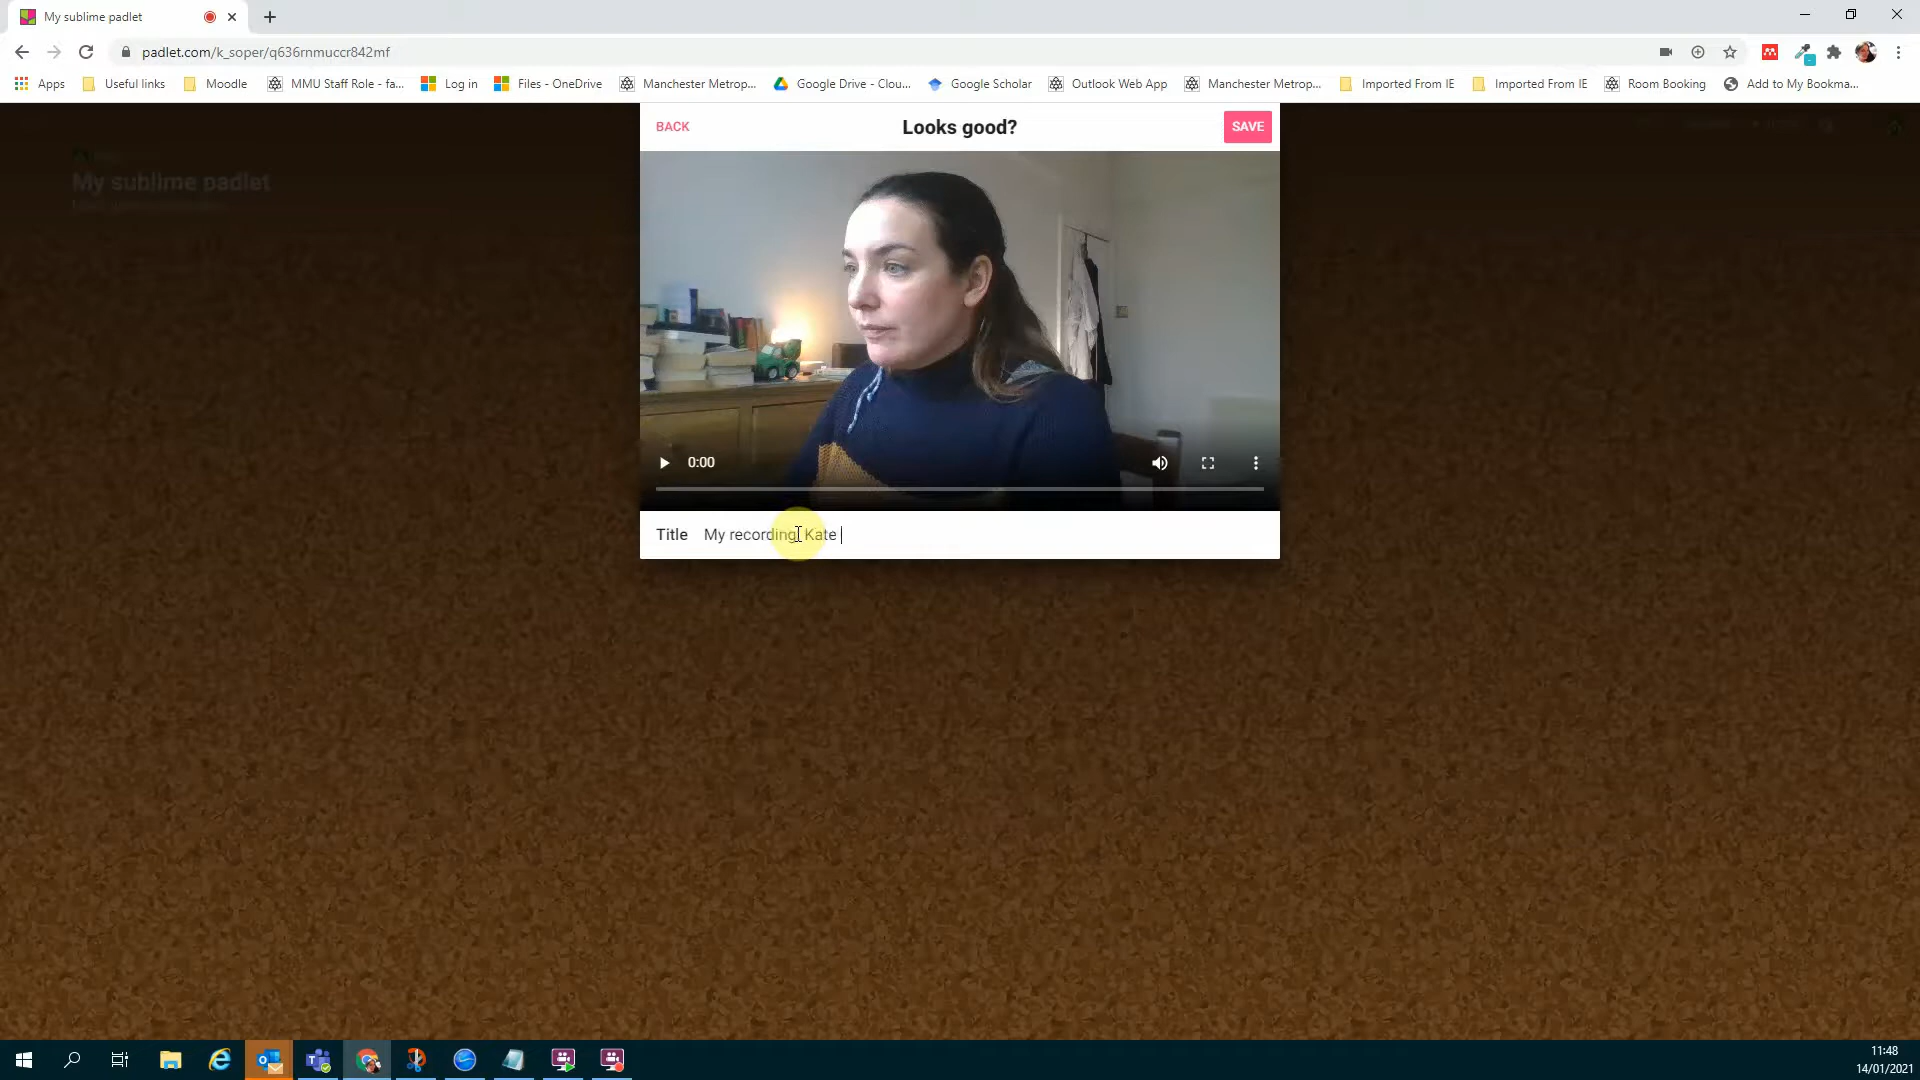 My sublime padlet
padlet.com/k_soper/q636rnmuccr842mf
Apps Useful links Moodle MMU Staff Role - fa... Log in Files - OneDrive Manchester Metrop... Google Drive - Clou... Google Scholar Outlook Web App Manchester Metrop... Imported From IE Imported From IE Room Booking Add to My Bookma...
BACK Looks good? SAVE
My sublime padlet
0:00
Title My recording Kate
11:48
14/01/2021